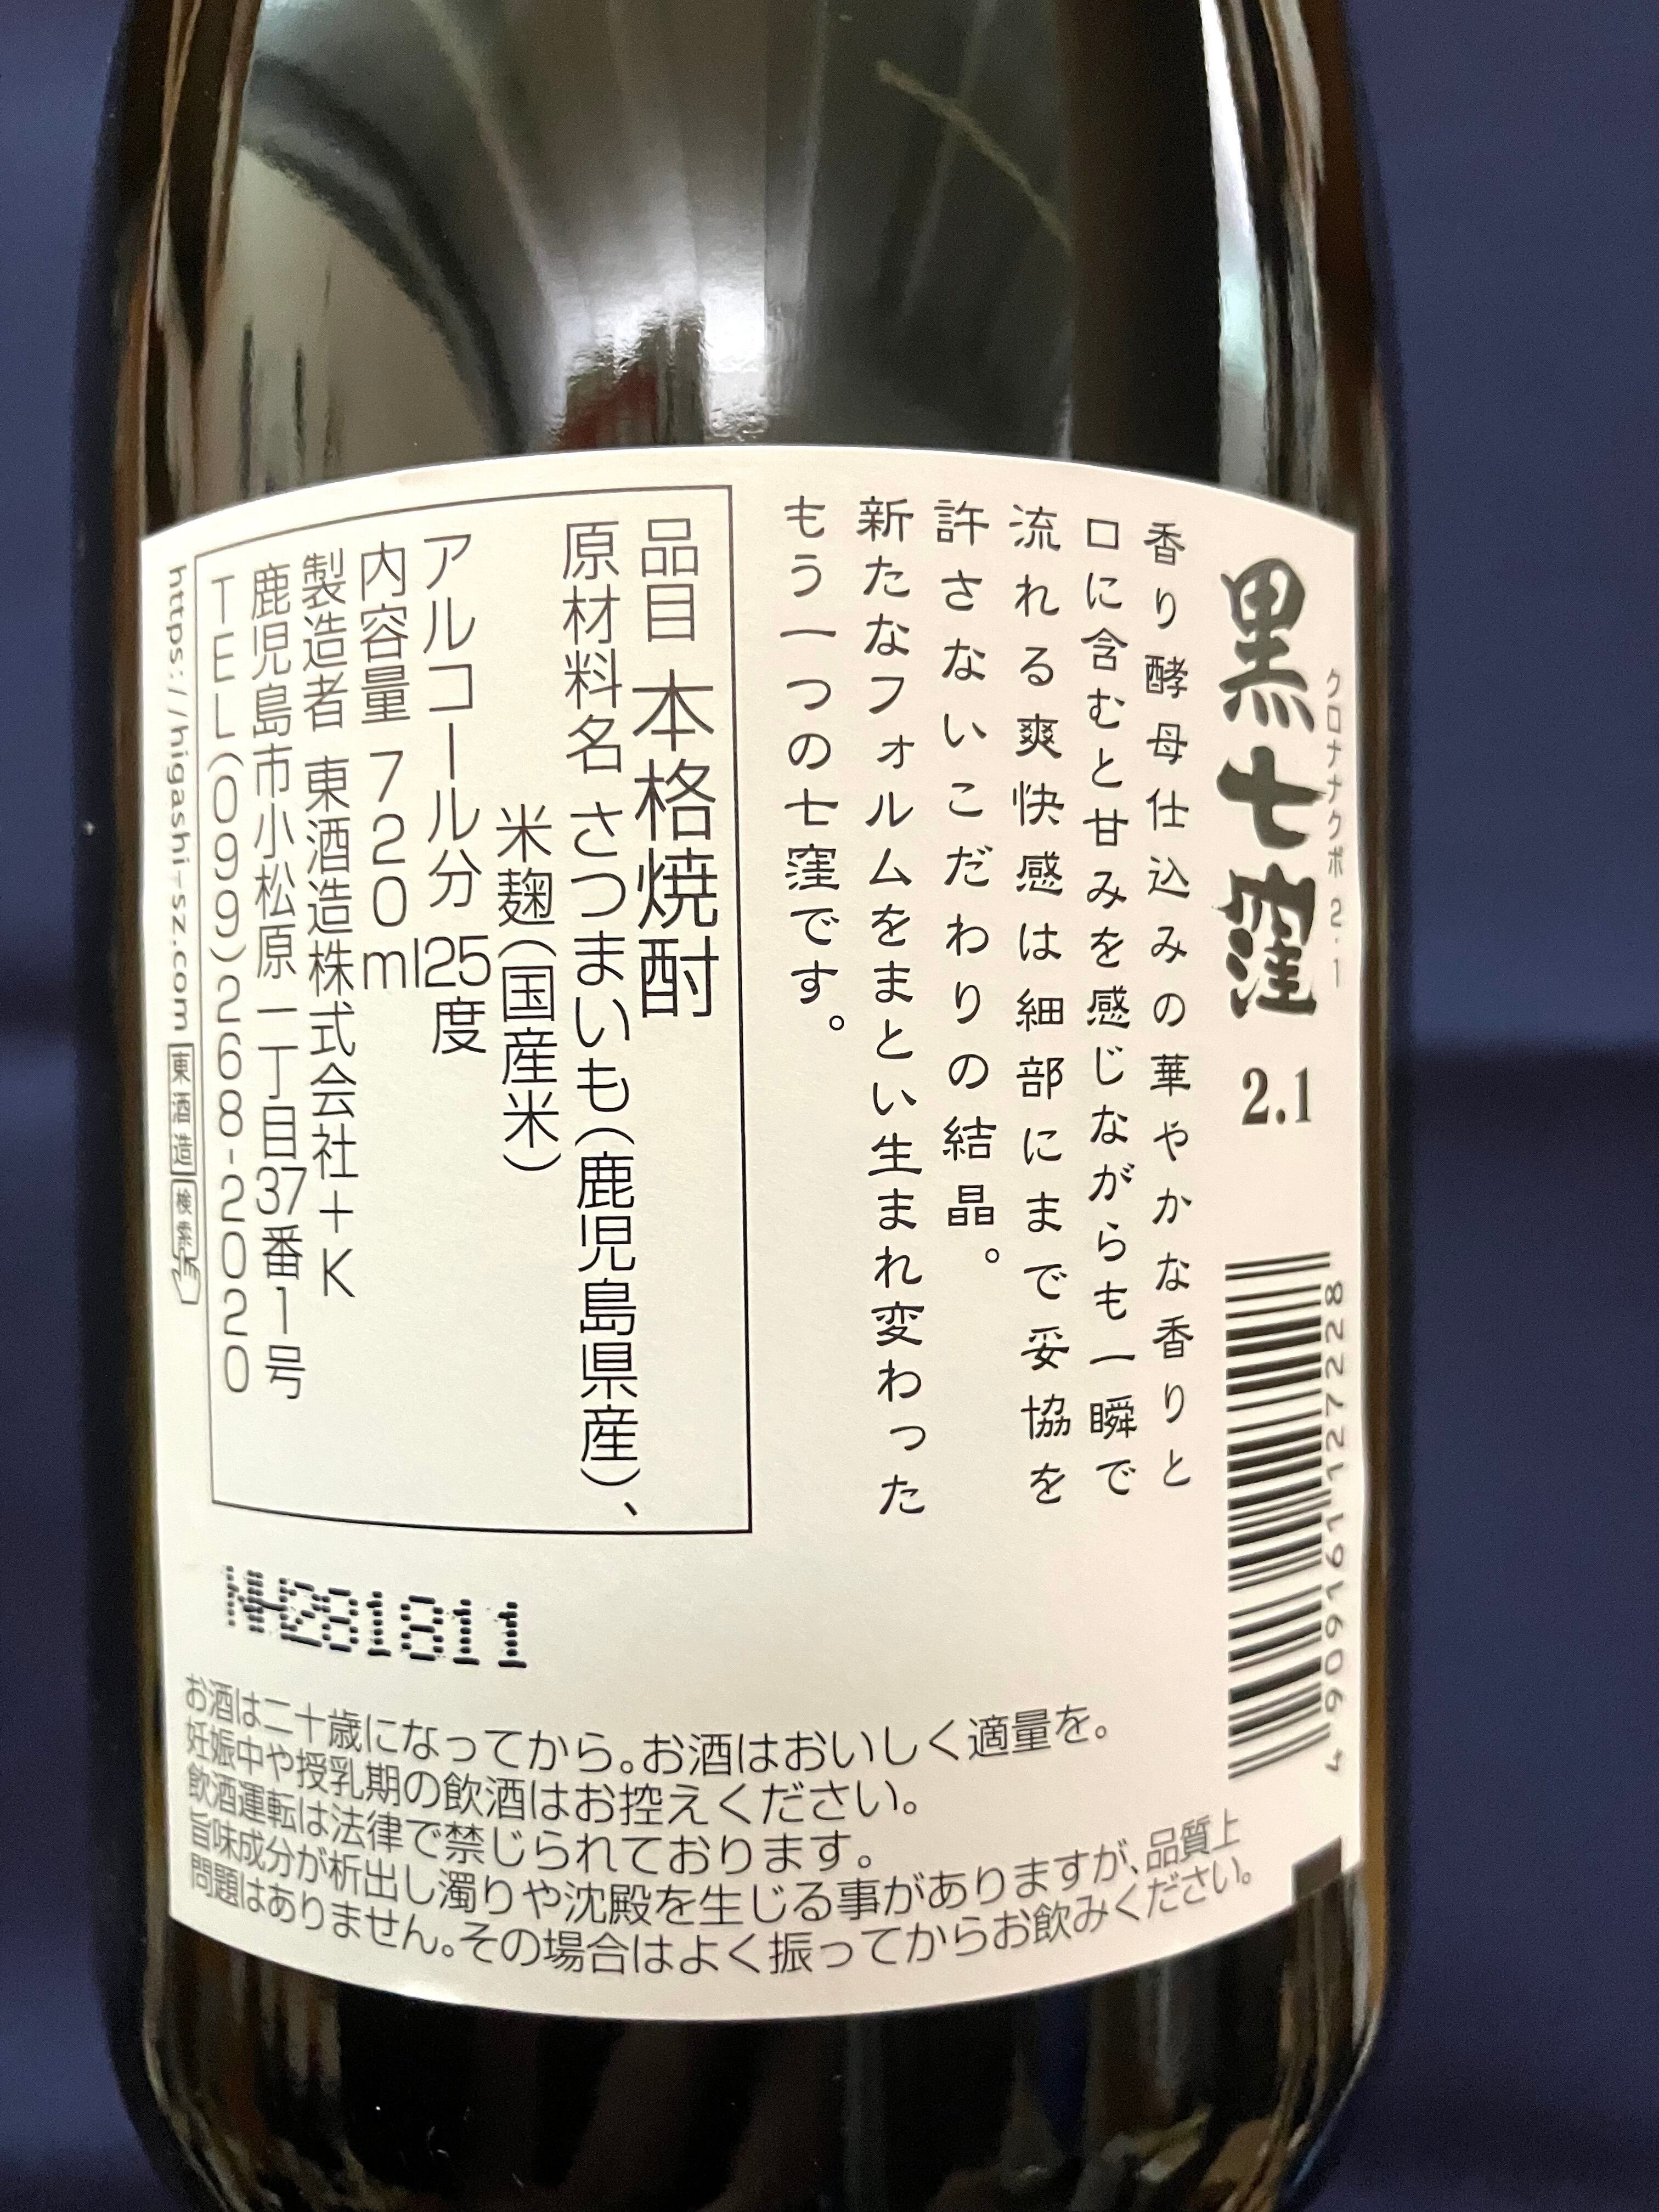 クロナナクボ 2.1
黒七窪 2.1
香り酵母仕込みの華やかな香りと
口に含むと甘みを感じながらも一瞬で
流れる爽快感は細部にまで妥協を
許さないこだわりの結晶。
新たなフォルムをまとい生まれ変わった
もう一つの七窪です。
品目 本格焼酎
原材料名 さつまいも(鹿児島県産)、
米麹(国産米)
アルコール分 25度
内容量 720ml
製造者 東酒造株式会社+K
鹿児島市小松原一丁目37番1号
TEL(099)268-2020
https://higashi-sz.com 東酒造 検索
NH281811
お酒は二十歳になってから。お酒はおいしく適量を。
妊娠中や授乳期の飲酒はお控えください。
飲酒運転は法律で禁じられております。
旨味成分が析出し濁りや沈殿を生じる事がありますが、品質上
問題はありません。その場合はよく振ってからお飲みください。